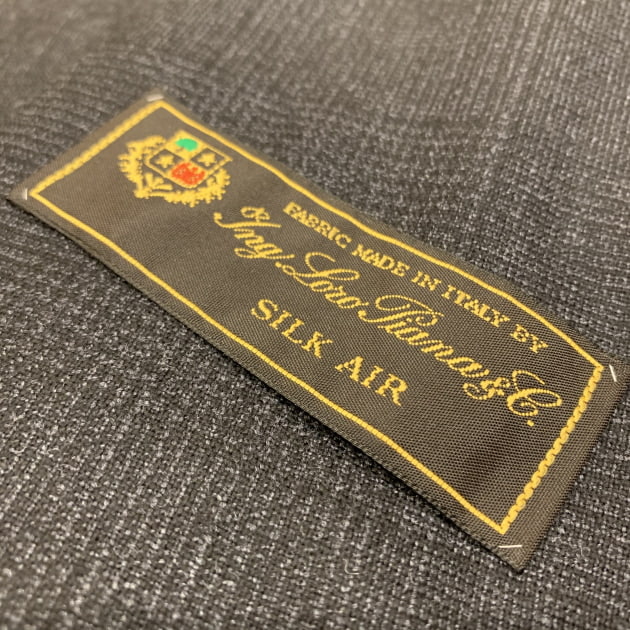 FABRIC MADE IN ITALY BY
Ing. Loro Piana & C.
SILK AIR